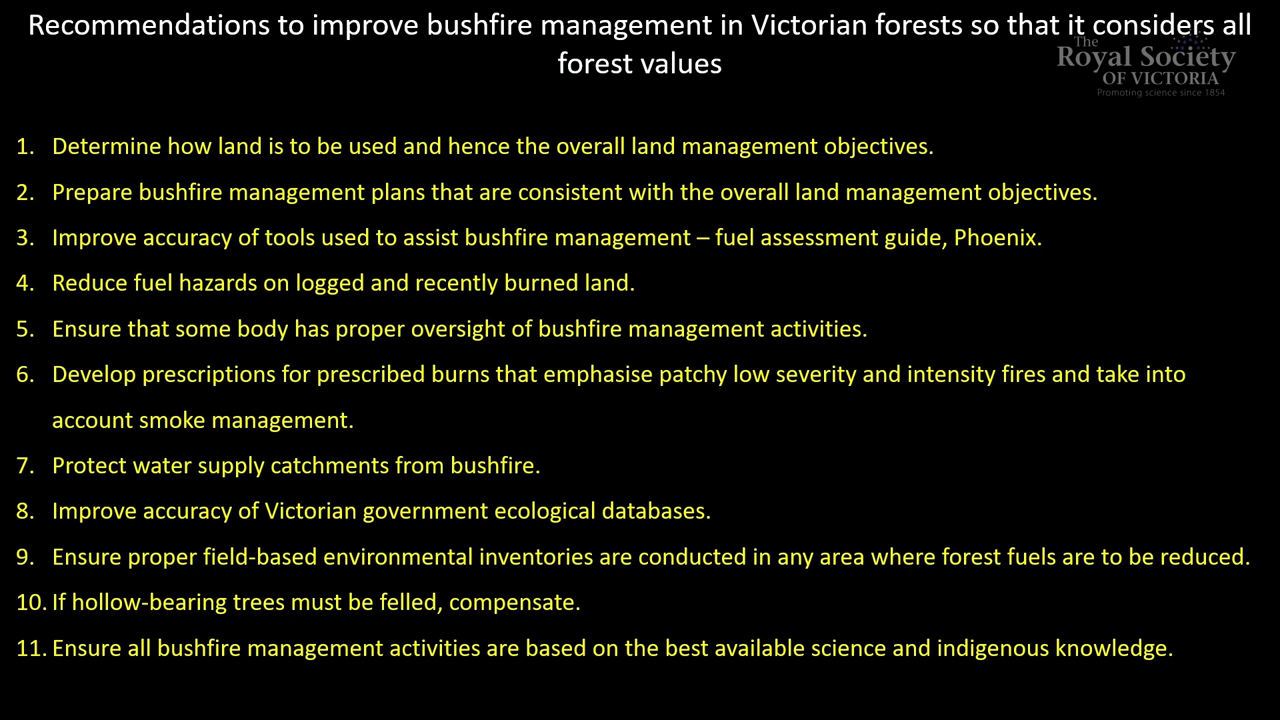 Recommendations to improve bushfire management in Victorian forests so that it considers all
forest values
The
Royal Society
OF VICTORIA
Promoting science since 1854
1. Determine how land is to be used and hence the overall land management objectives.
2. Prepare bushfire management plans that are consistent with the overall land management objectives.
3. Improve accuracy of tools used to assist bushfire management – fuel assessment guide, Phoenix.
4. Reduce fuel hazards on logged and recently burned land.
5. Ensure that some body has proper oversight of bushfire management activities.
6. Develop prescriptions for prescribed burns that emphasise patchy low severity and intensity fires and take into
account smoke management.
7. Protect water supply catchments from bushfire.
8. Improve accuracy of Victorian government ecological databases.
9. Ensure proper field-based environmental inventories are conducted in any area where forest fuels are to be reduced.
10. If hollow-bearing trees must be felled, compensate.
11. Ensure all bushfire management activities are based on the best available science and indigenous knowledge.